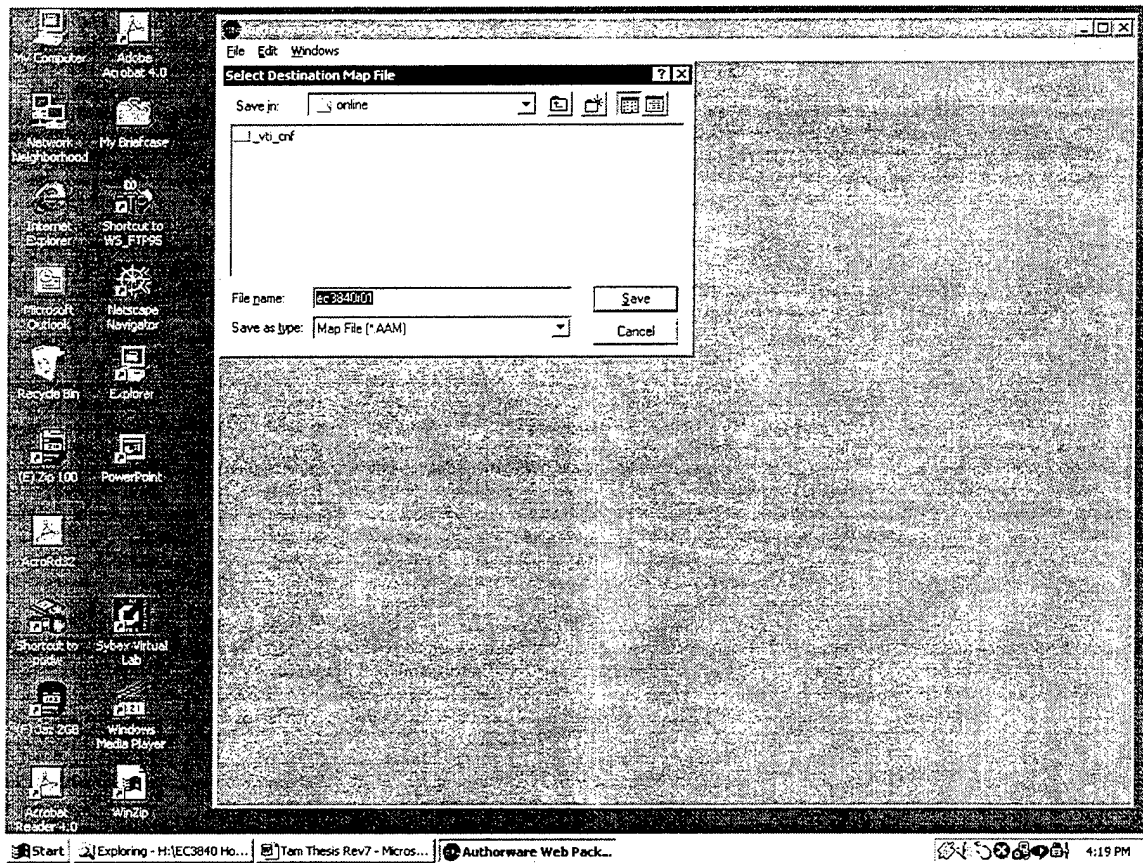 My Computer
Adobe
Acrobat 4.0
Network
Neighborhood
My Briefcase
Internet
Explorer
Shortcut to
WS_FTP95
Microsoft
Outlook
Netscape
Navigator
Recycle Bin
Explorer
(E) Zip 100
PowerPoint
AcroRd32
Shortcut to
Sybex Virtual
Lab
Jaz 2GB
Windows
Media Player
Acrobat
Reader 4.0
WinZip
File Edit Windows
Select Destination Map File
Save in: online
_vti_cnf
File name: ec3840r01
Save
Save as type: Map File (*.AAM)
Cancel
Start
Exploring - H:\EC3840 Ho...
Tam Thesis Rev7 - Micros...
Authorware Web Pack...
4:19 PM